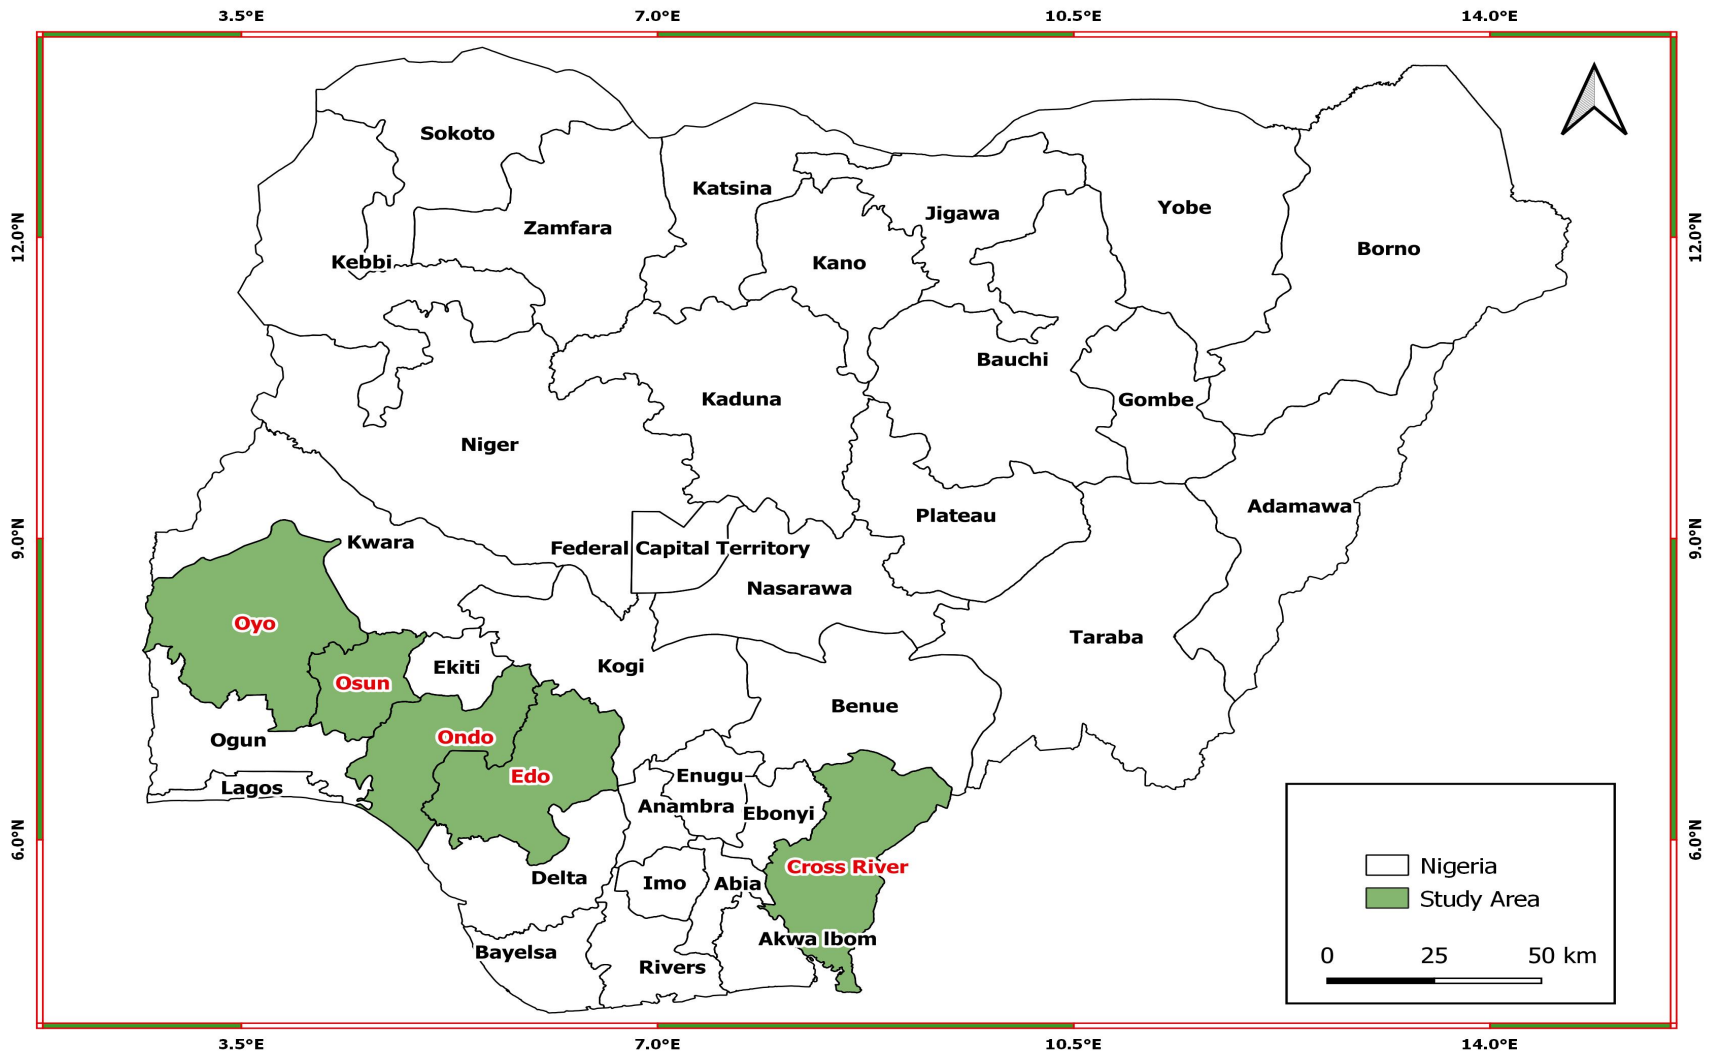 3.5°E
7.0°E
10.5°E
14.0°E
Sokoto
Katsina
Zamfara
Jigawa
Yobe
12.0°N
12.0°N
Kebbi
Kano
Borno
Bauchi
Kaduna
Gombe
Niger
Adamawa
Plateau
9.0°N
9.0°N
Kwara
Federal Capital Territory
Nasarawa
Oyo
Taraba
Ekiti
Kogi
Osun
Benue
Ogun
Ondo
Edo
Enugu
Lagos
Anambra
Ebonyi
6.0°N
6.0°N
Cross River
Nigeria
Delta
Imo
Abia
Study Area
Akwa Ibom
Bayelsa
Rivers
0 25 50 km
3.5°E
7.0°E
10.5°E
14.0°E